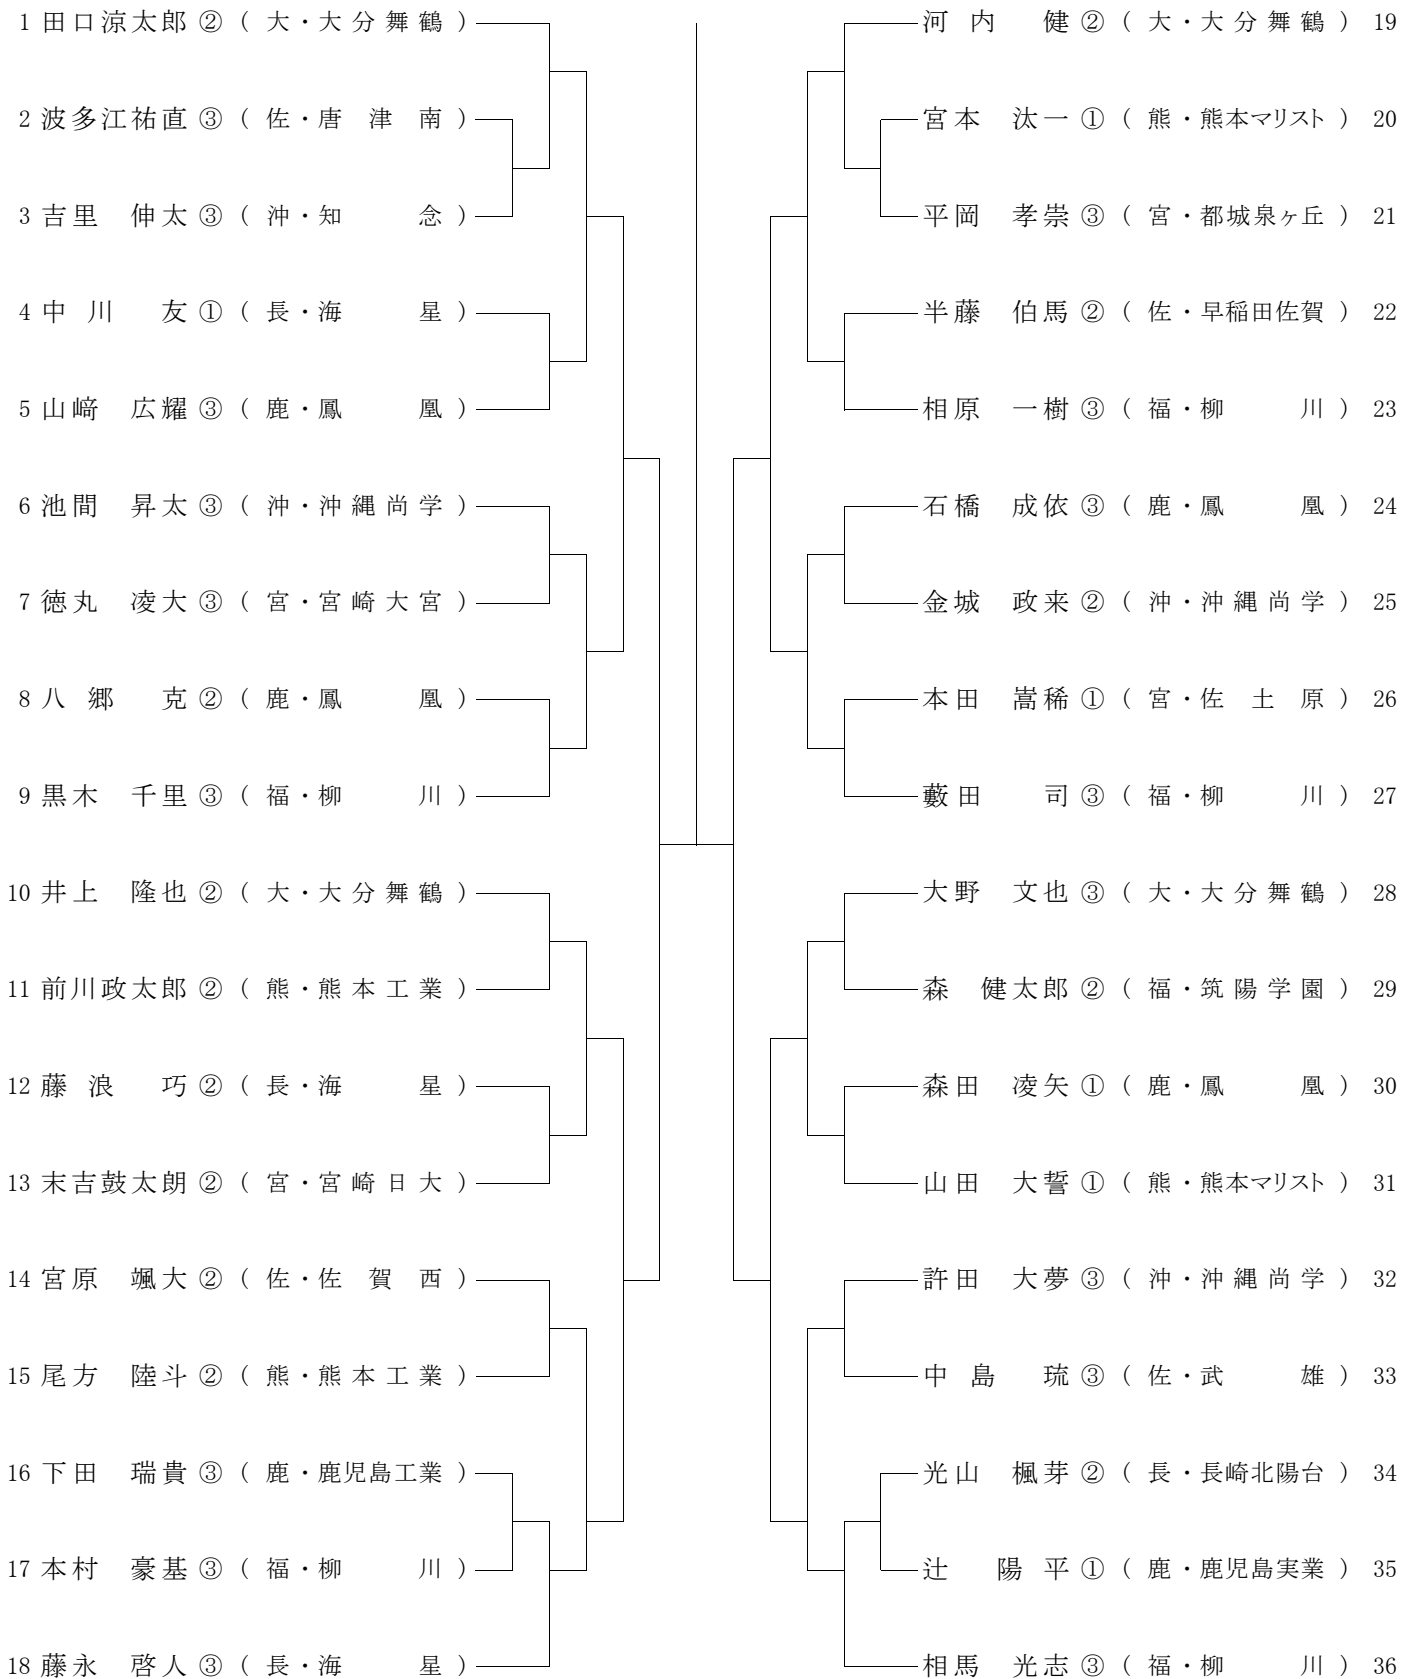 1 田口涼太郎 ② ( 大・大分舞鶴 )
2 波多江祐直 ③ ( 佐・唐津南 )
3 吉里 伸太 ③ ( 沖・知念 )
4 中川 友 ① ( 長・海星 )
5 山﨑 広耀 ③ ( 鹿・鳳凰 )
6 池間 昇太 ③ ( 沖・沖縄尚学 )
7 徳丸 凌大 ③ ( 宮・宮崎大宮 )
8 八郷 克 ② ( 鹿・鳳凰 )
9 黒木 千里 ③ ( 福・柳川 )
10 井上 隆也 ② ( 大・大分舞鶴 )
11 前川政太郎 ② ( 熊・熊本工業 )
12 藤浪 巧 ② ( 長・海星 )
13 末吉鼓太朗 ② ( 宮・宮崎日大 )
14 宮原 颯大 ② ( 佐・佐賀西 )
15 尾方 陸斗 ② ( 熊・熊本工業 )
16 下田 瑞貴 ③ ( 鹿・鹿児島工業 )
17 本村 豪基 ③ ( 福・柳川 )
18 藤永 啓人 ③ ( 長・海星 )
河内 健 ② ( 大・大分舞鶴 ) 19
宮本 汰一 ① ( 熊・熊本マリスト ) 20
平岡 孝崇 ③ ( 宮・都城泉ヶ丘 ) 21
半藤 伯馬 ② ( 佐・早稲田佐賀 ) 22
相原 一樹 ③ ( 福・柳川 ) 23
石橋 成依 ③ ( 鹿・鳳凰 ) 24
金城 政来 ② ( 沖・沖縄尚学 ) 25
本田 嵩稀 ① ( 宮・佐土原 ) 26
藪田 司 ③ ( 福・柳川 ) 27
大野 文也 ③ ( 大・大分舞鶴 ) 28
森 健太郎 ② ( 福・筑陽学園 ) 29
森田 凌矢 ① ( 鹿・鳳凰 ) 30
山田 大誓 ① ( 熊・熊本マリスト ) 31
許田 大夢 ③ ( 沖・沖縄尚学 ) 32
中島 琉 ③ ( 佐・武雄 ) 33
光山 楓芽 ② ( 長・長崎北陽台 ) 34
辻 陽平 ① ( 鹿・鹿児島実業 ) 35
相馬 光志 ③ ( 福・柳川 ) 36